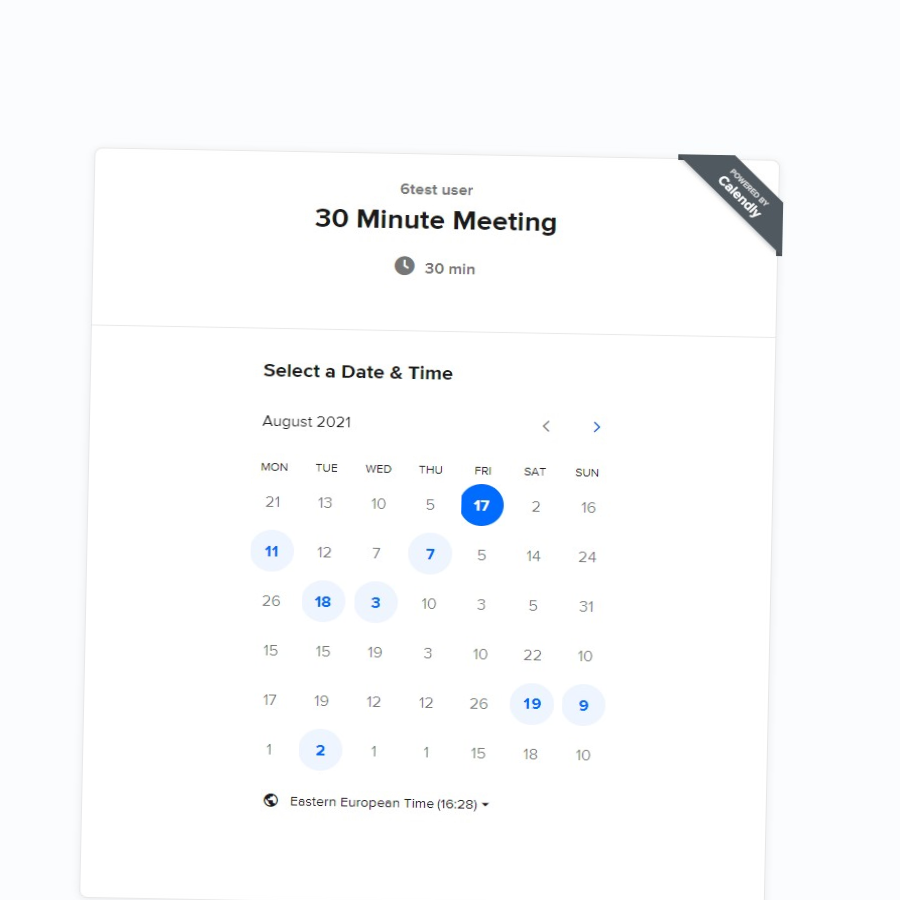 POWERED BY
Calendly
6test user
30 Minute Meeting
30 min
Select a Date & Time
August 2021
MON TUE WED THU FRI SAT SUN
21 13 10 5 17 2 16
11 12 7 7 5 14 24
26 18 3 10 3 5 31
15 15 19 3 10 22 10
17 19 12 12 26 19 9
1 2 1 1 15 18 10
Eastern European Time (16:28)